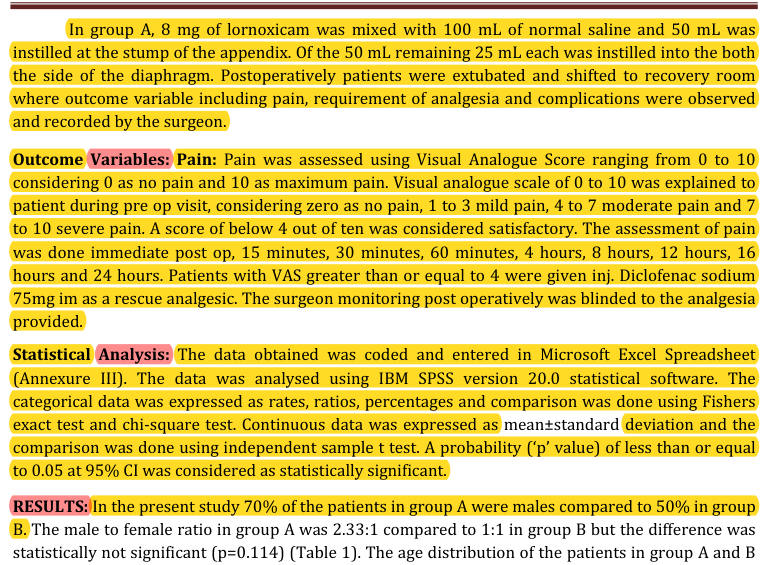 In group A, 8 mg of lornoxicam was mixed with 100 mL of normal saline and 50 mL was
instilled at the stump of the appendix. Of the 50 mL remaining 25 mL each was instilled into the both
the side of the diaphragm. Postoperatively patients were extubated and shifted to recovery room
where outcome variable including pain, requirement of analgesia and complications were observed
and recorded by the surgeon.
Outcome Variables: Pain: Pain was assessed using Visual Analogue Score ranging from 0 to 10
considering 0 as no pain and 10 as maximum pain. Visual analogue scale of 0 to 10 was explained to
patient during pre op visit, considering zero as no pain, 1 to 3 mild pain, 4 to 7 moderate pain and 7
to 10 severe pain. A score of below 4 out of ten was considered satisfactory. The assessment of pain
was done immediate post op, 15 minutes, 30 minutes, 60 minutes, 4 hours, 8 hours, 12 hours, 16
hours and 24 hours. Patients with VAS greater than or equal to 4 were given inj. Diclofenac sodium
75mg im as a rescue analgesic. The surgeon monitoring post operatively was blinded to the analgesia
provided.
Statistical Analysis: The data obtained was coded and entered in Microsoft Excel Spreadsheet
(Annexure III). The data was analysed using IBM SPSS version 20.0 statistical software. The
categorical data was expressed as rates, ratios, percentages and comparison was done using Fishers
exact test and chi-square test. Continuous data was expressed as mean±standard deviation and the
comparison was done using independent sample t test. A probability (‘p’ value) of less than or equal
to 0.05 at 95% CI was considered as statistically significant.
RESULTS: In the present study 70% of the patients in group A were males compared to 50% in group
B. The male to female ratio in group A was 2.33:1 compared to 1:1 in group B but the difference was
statistically not significant (p=0.114) (Table 1). The age distribution of the patients in group A and B